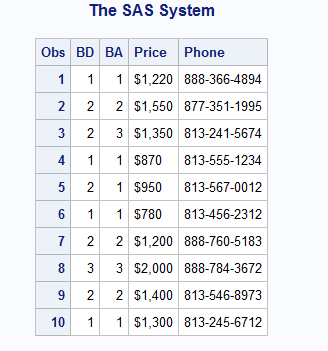 The SAS System
Obs BD BA Price Phone
1 1 1 $1,220 888-366-4894
2 2 2 $1,550 877-351-1995
3 2 3 $1,350 813-241-5674
4 1 1 $870 813-555-1234
5 2 1 $950 813-567-0012
6 1 1 $780 813-456-2312
7 2 2 $1,200 888-760-5183
8 3 3 $2,000 888-784-3672
9 2 2 $1,400 813-546-8973
10 1 1 $1,300 813-245-6712